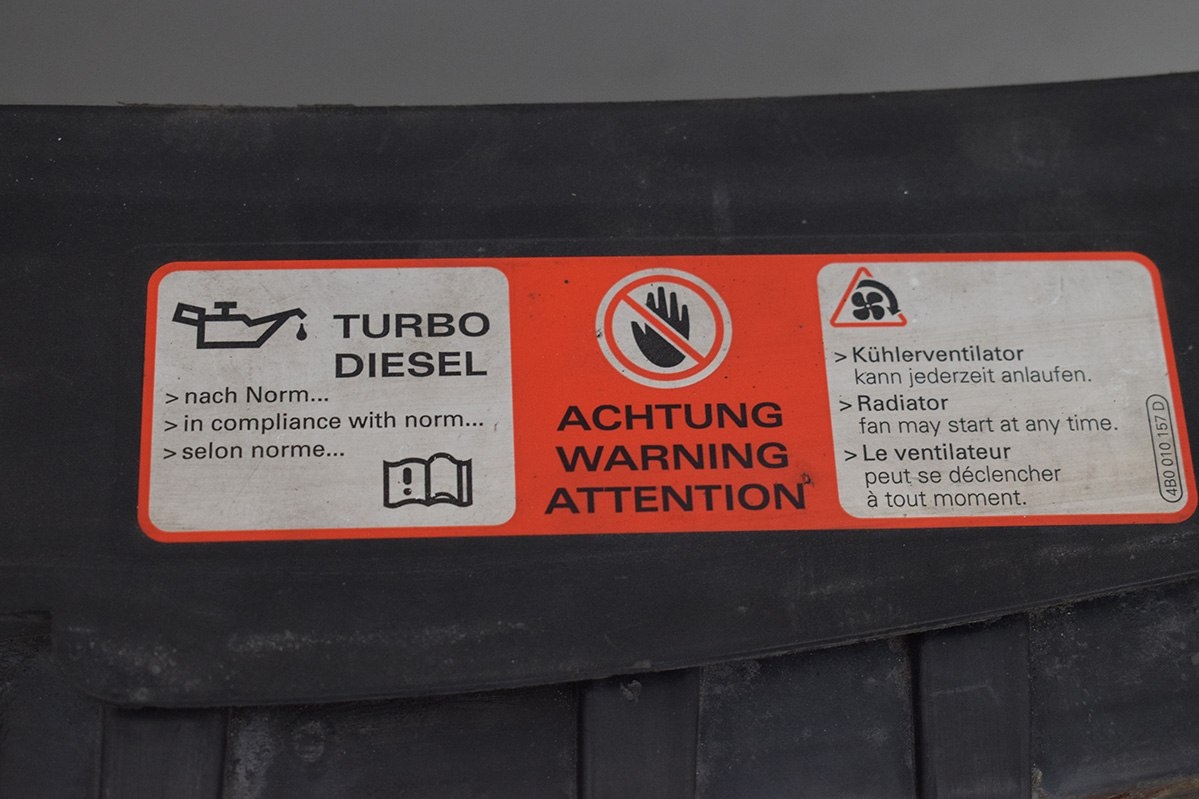 TURBO
DIESEL
> nach Norm...
> in compliance with norm...
> selon norme...
ACHTUNG
WARNING
ATTENTION
> Kühlerventilator
kann jederzeit anlaufen.
> Radiator
fan may start at any time.
> Le ventilateur
peut se déclencher
à tout moment.
4B0 010 157 D